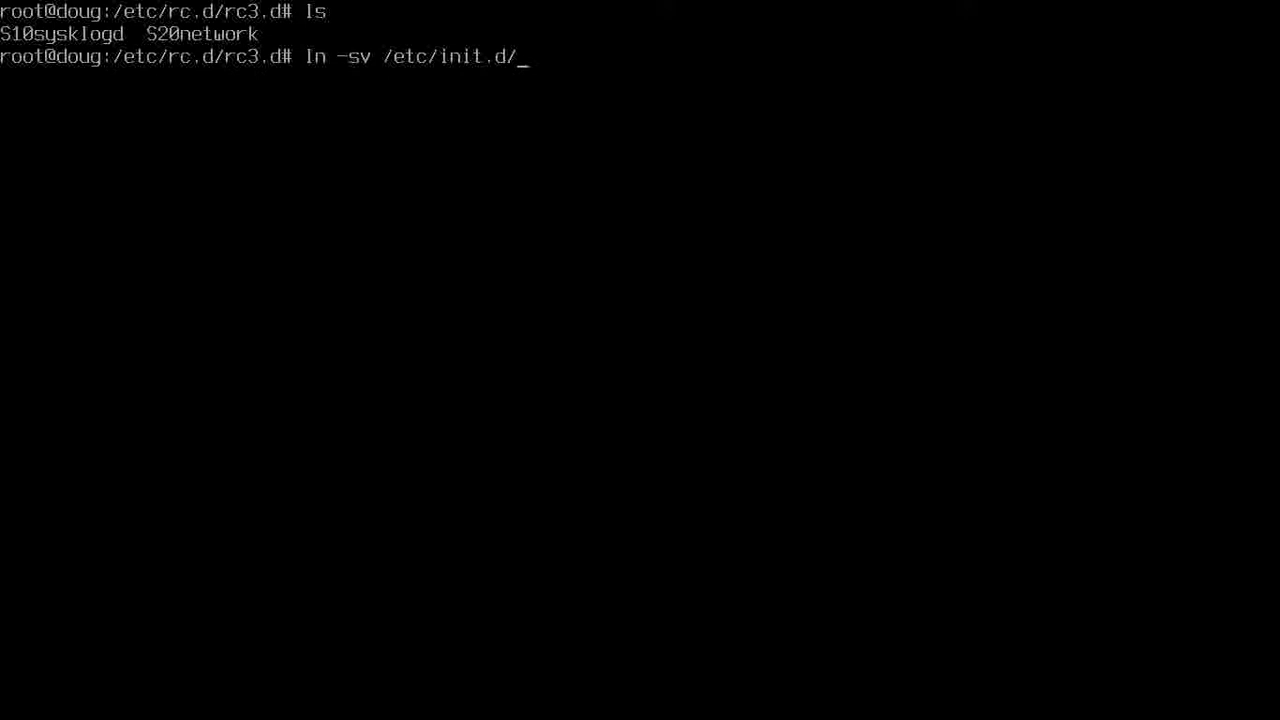 root@doug:/etc/rc.d/rc3.d# ls
S10sysklogd  S20network
root@doug:/etc/rc.d/rc3.d# ln -sv /etc/init.d/_